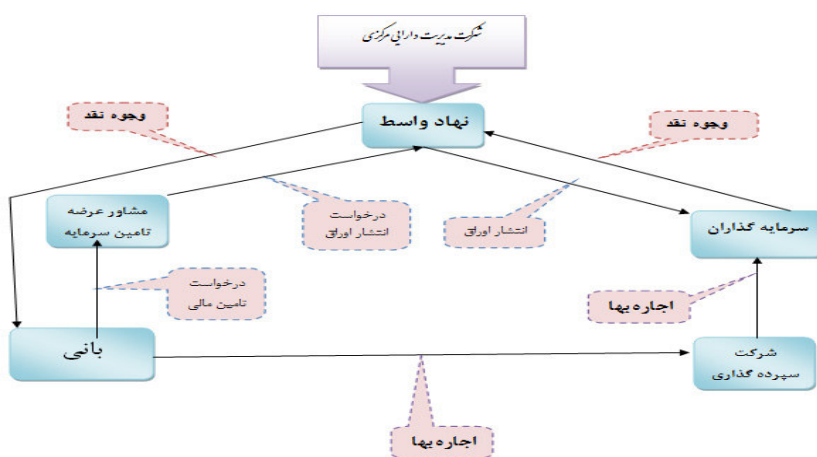 شرکت مدیریت دارایی مرکزی
نهاد واسط
وجوه نقد
وجوه نقد
مشاور عرضه
تامین سرمایه
درخواست
انتشار اوراق
انتشار اوراق
سرمایه گذاران
درخواست
تامین مالی
اجاره بها
بانی
شرکت
سپرده گذاری
اجاره بها